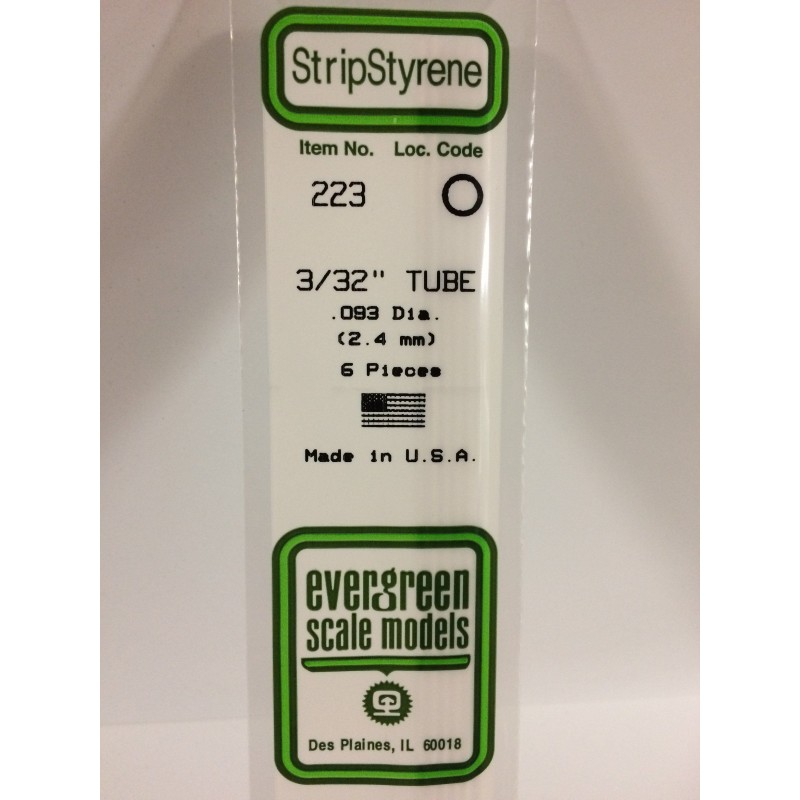 StripStyrene
Item No. Loc. Code
223
3/32" TUBE
.093 Dia.
(2.4 mm)
6 Pieces
Made in U.S.A.
evergreen
scale models
Des Plaines, IL 60018